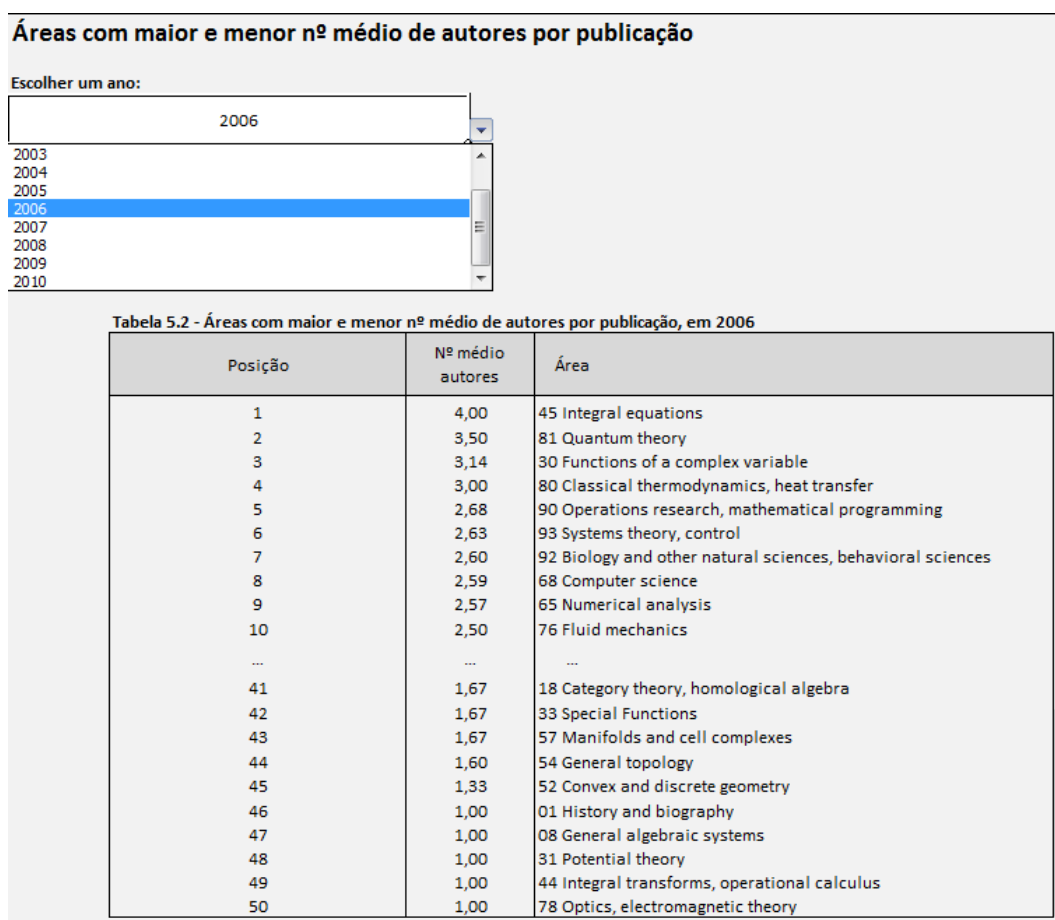 Áreas com maior e menor nº médio de autores por publicação
Escolher um ano:
2006
2003
2004
2005
2006
2007
2008
2009
2010
Tabela 5.2 - Áreas com maior e menor nº médio de autores por publicação, em 2006
Posição Nº médio autores Área
1 4,00 45 Integral equations
2 3,50 81 Quantum theory
3 3,14 30 Functions of a complex variable
4 3,00 80 Classical thermodynamics, heat transfer
5 2,68 90 Operations research, mathematical programming
6 2,63 93 Systems theory, control
7 2,60 92 Biology and other natural sciences, behavioral sciences
8 2,59 68 Computer science
9 2,57 65 Numerical analysis
10 2,50 76 Fluid mechanics
... ... ...
41 1,67 18 Category theory, homological algebra
42 1,67 33 Special Functions
43 1,67 57 Manifolds and cell complexes
44 1,60 54 General topology
45 1,33 52 Convex and discrete geometry
46 1,00 01 History and biography
47 1,00 08 General algebraic systems
48 1,00 31 Potential theory
49 1,00 44 Integral transforms, operational calculus
50 1,00 78 Optics, electromagnetic theory